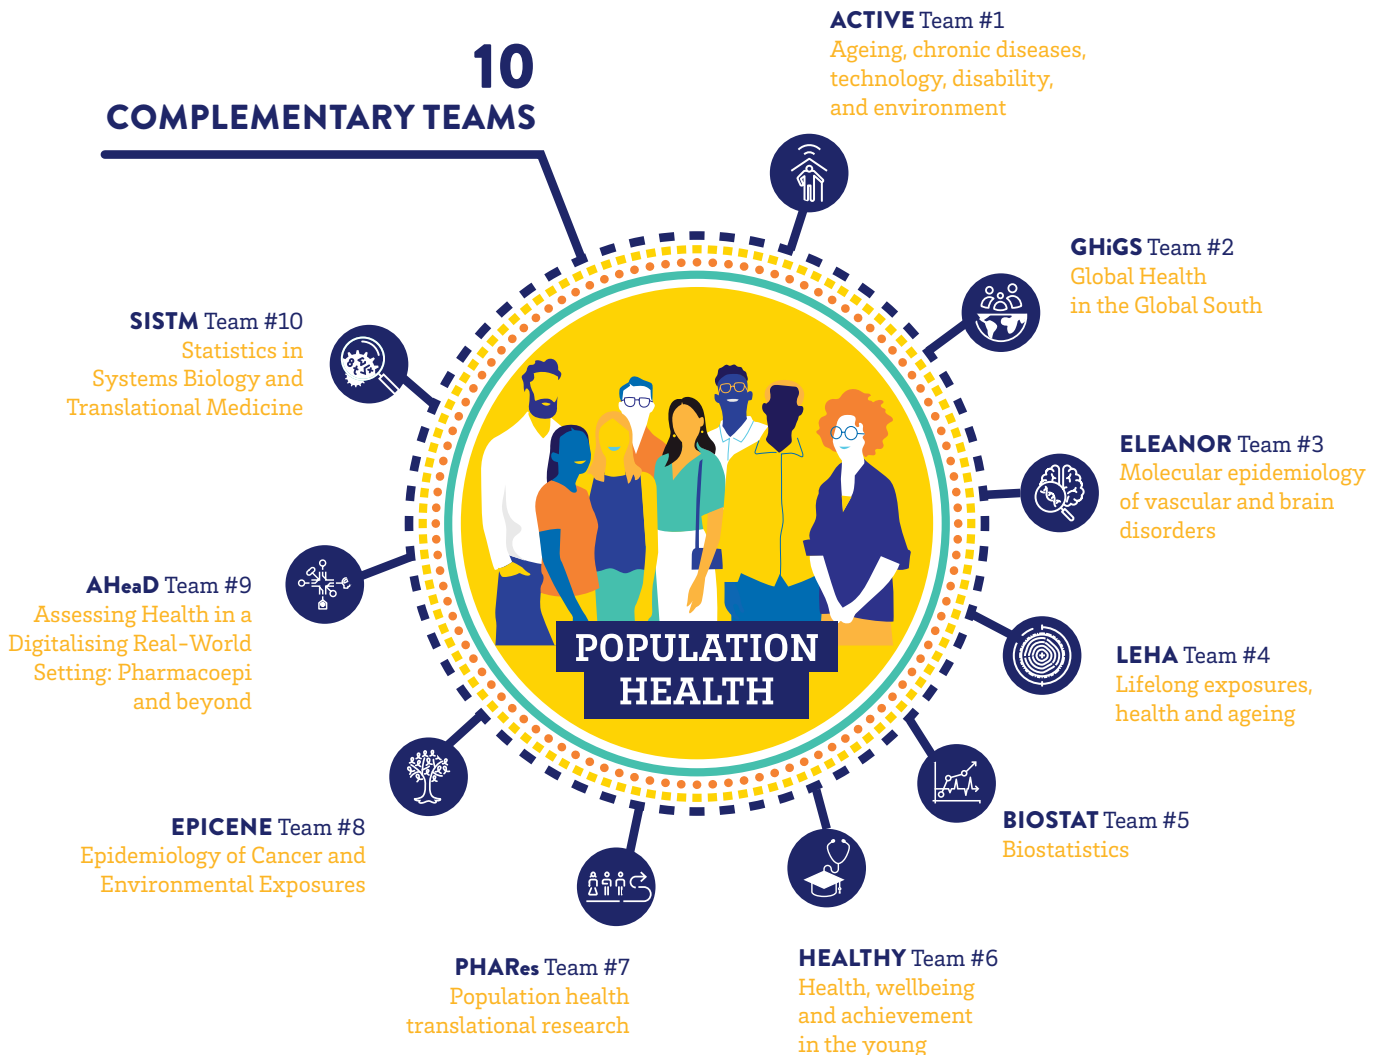 10
COMPLEMENTARY TEAMS
ACTIVE Team #1
Ageing, chronic diseases,
technology, disability,
and environment
GHiGS Team #2
Global Health
in the Global South
ELEANOR Team #3
Molecular epidemiology
of vascular and brain
disorders
LEHA Team #4
Lifelong exposures,
health and ageing
BIOSTAT Team #5
Biostatistics
HEALTHY Team #6
Health, wellbeing
and achievement
in the young
PHARes Team #7
Population health
translational research
EPICENE Team #8
Epidemiology of Cancer and
Environmental Exposures
AHeaD Team #9
Assessing Health in a
Digitalising Real-World
Setting: Pharmacoepi
and beyond
SISTM Team #10
Statistics in
Systems Biology and
Translational Medicine
POPULATION
HEALTH